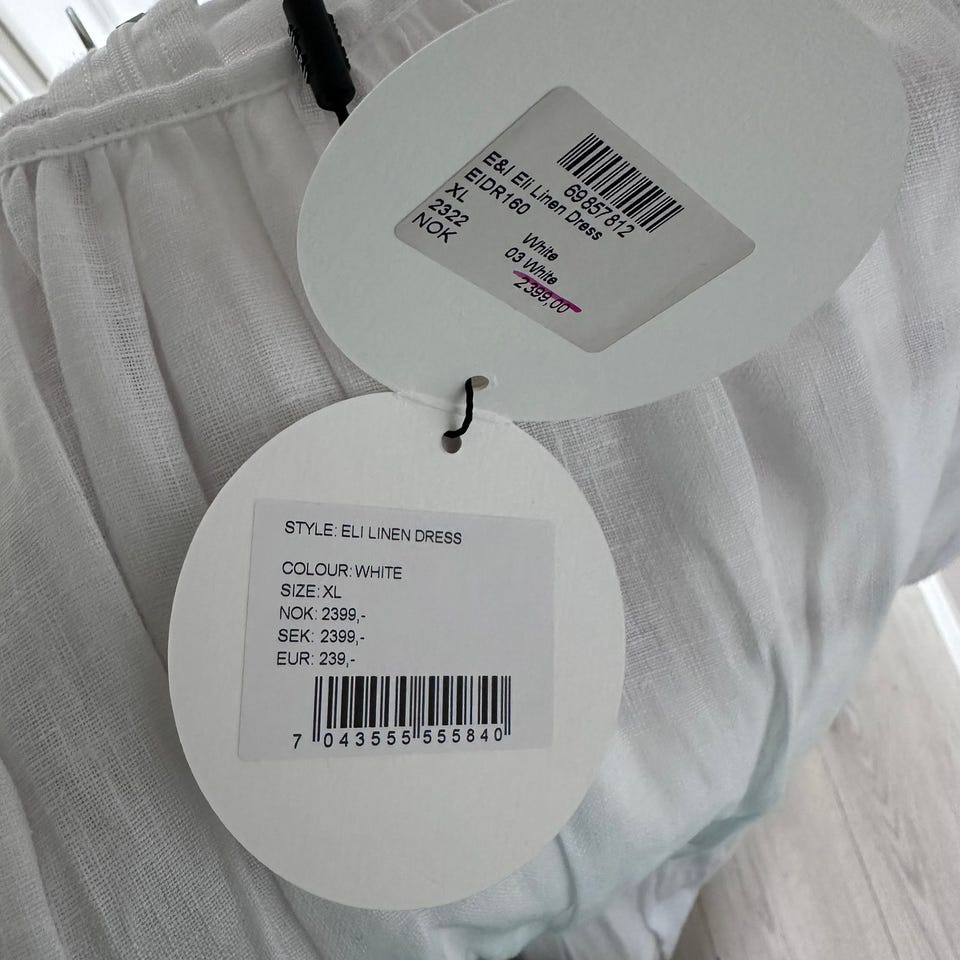 69857812
E&I Eli Linen Dress
EIDR160
XL
White
2322
03 White
NOK
2399,00
STYLE: ELI LINEN DRESS
COLOUR: WHITE
SIZE: XL
NOK: 2399,-
SEK: 2399,-
EUR: 239,-
7 043555 555840